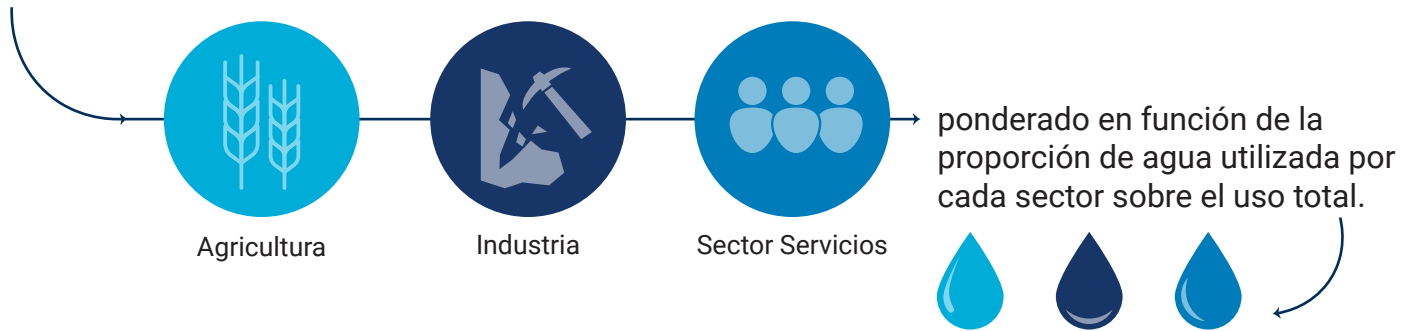 ponderado en función de la
proporción de agua utilizada por
cada sector sobre el uso total.
Agricultura
Industria
Sector Servicios